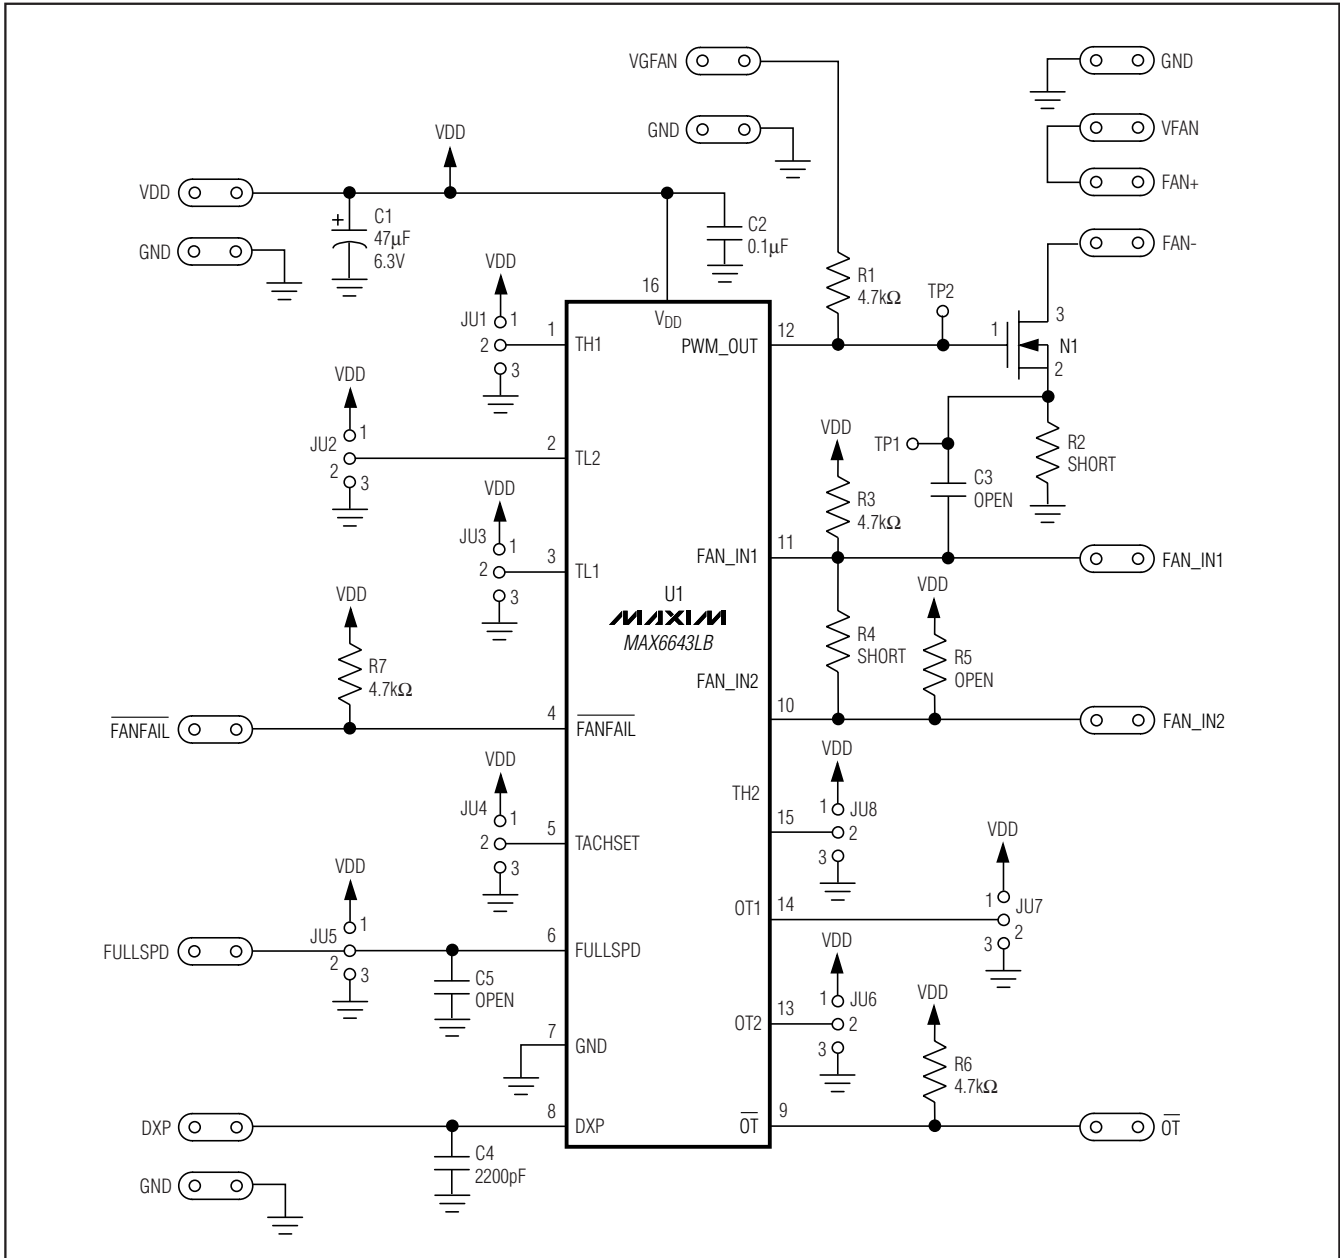 VGFAN
GND
GND
VFAN
FAN+
FAN-
VDD
VDD
GND
+
C1
47µF
6.3V
C2
0.1µF
R1
4.7kΩ
TP2
16
VDD
VDD
JU1
1
2
3
1
TH1
PWM_OUT
12
1
3
N1
2
VDD
JU2
1
2
3
2
TL2
VDD
R3
4.7kΩ
TP1
C3
OPEN
R2
SHORT
VDD
JU3
1
2
3
3
TL1
FAN_IN1
11
FAN_IN1
U1
MAXIM
MAX6643LB
VDD
R7
4.7kΩ
R4
SHORT
VDD
R5
OPEN
FANFAIL
4
FANFAIL
FAN_IN2
10
FAN_IN2
VDD
JU4
1
2
3
5
TACHSET
TH2
15
VDD
1
JU8
2
3
VDD
JU5
1
2
3
FULLSPD
6
FULLSPD
C5
OPEN
OT1
14
VDD
1
JU7
2
3
7
GND
OT2
13
VDD
1
JU6
2
3
VDD
R6
4.7kΩ
DXP
8
DXP
C4
2200pF
OT
9
OT
GND